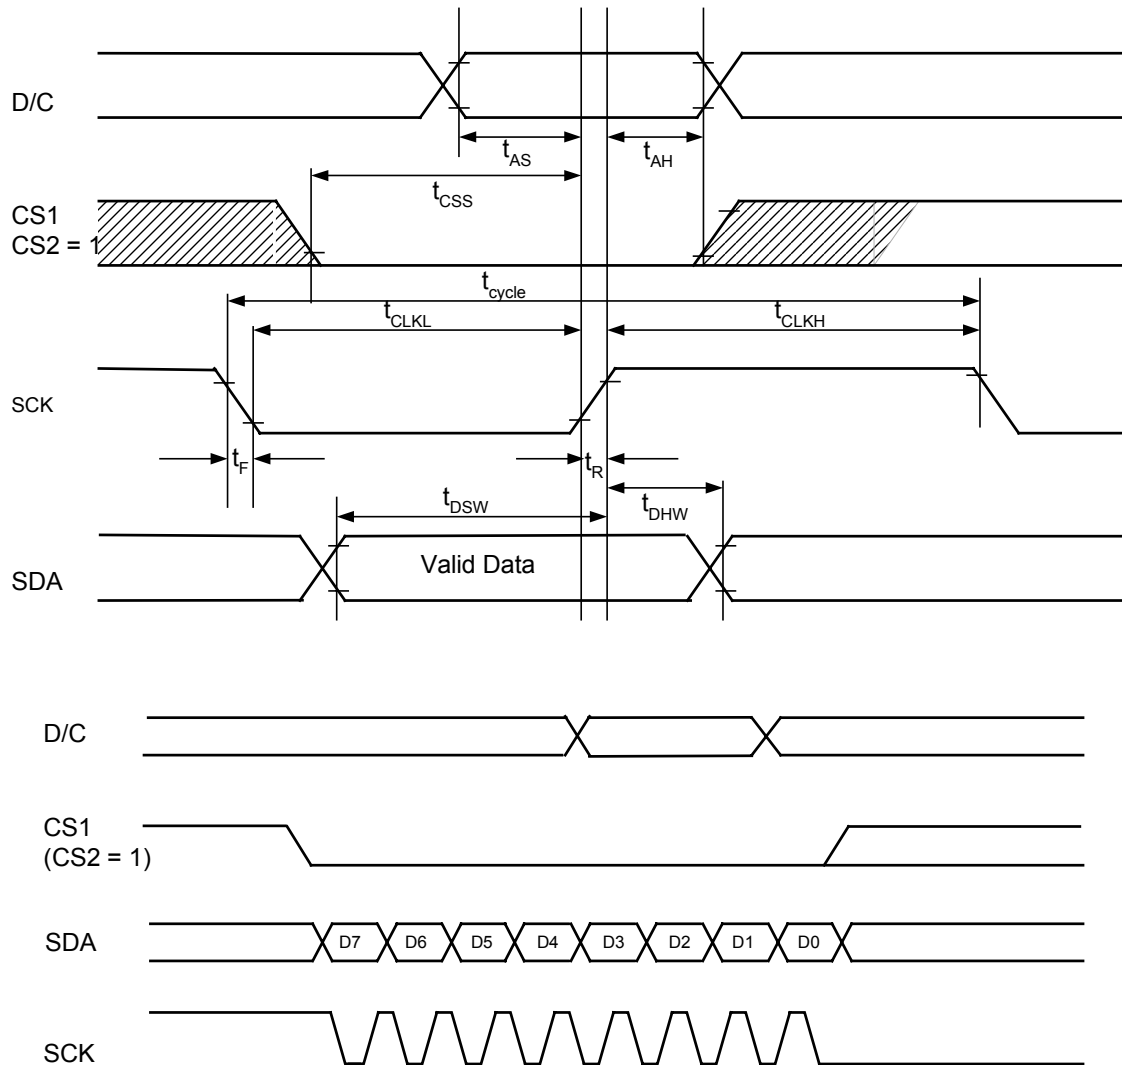 D/C
tAS
tAH
tCSS
CS1
CS2 = 1
tcycle
tCLKL
tCLKH
SCK
tF
tR
tDSW
tDHW
SDA
Valid Data
D/C
CS1
(CS2 = 1)
SDA
D7 D6 D5 D4 D3 D2 D1 D0
SCK